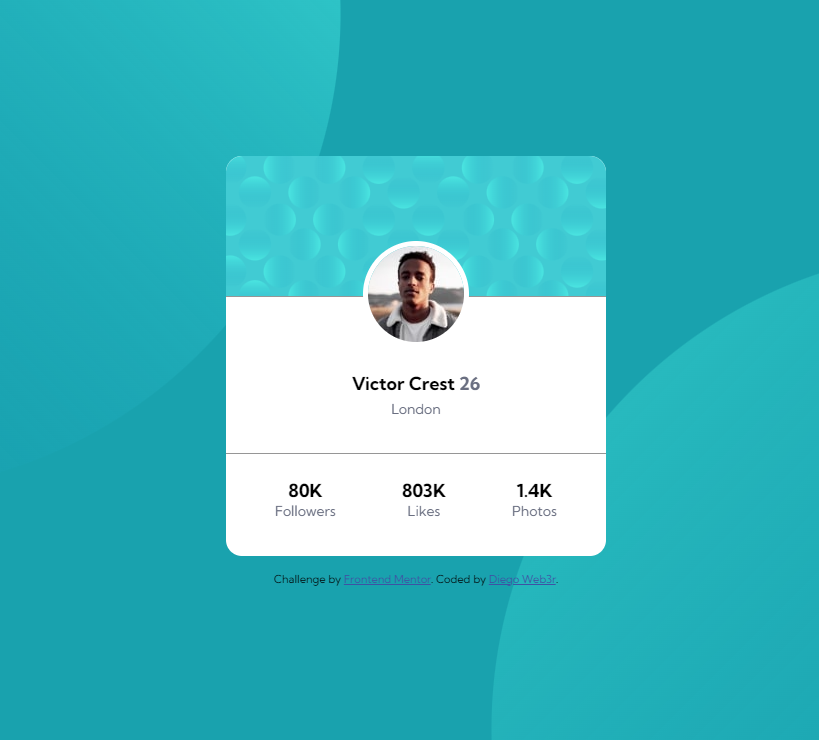 Victor Crest 26
London
80K 803K 1.4K
Followers Likes Photos
Challenge by Frontend Mentor. Coded by Diego Web3r.